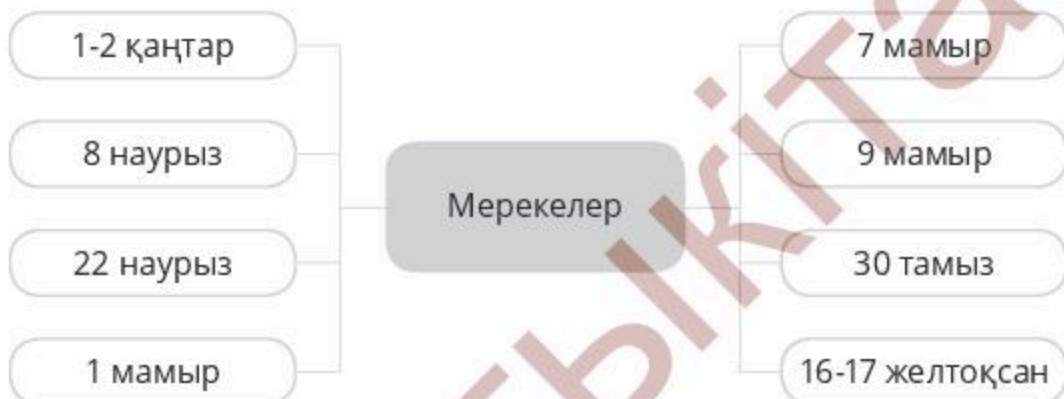 1-2 қаңтар
8 наурыз
22 наурыз
1 мамыр
Мерекелер
7 мамыр
9 мамыр
30 тамыз
16-17 желтоқсан